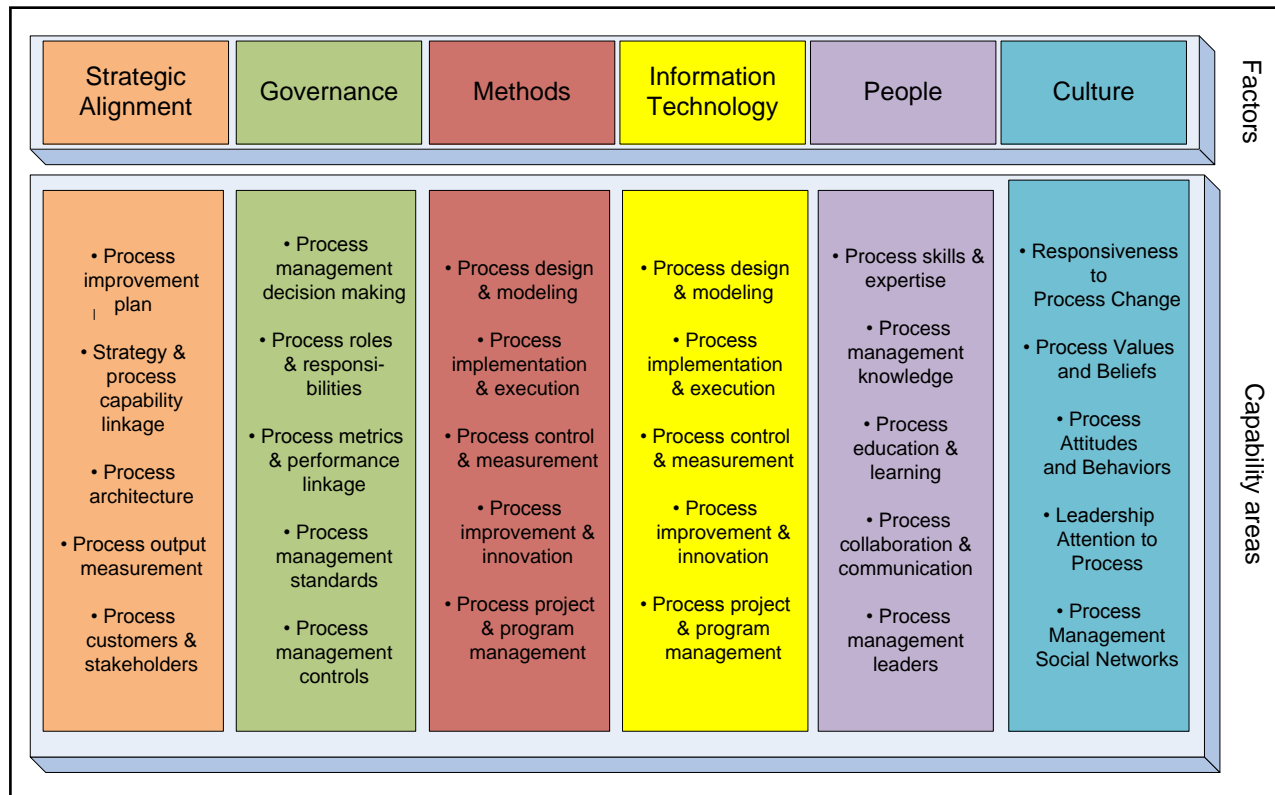 Strategic
Alignment
Governance
Methods
Information
Technology
People
Culture
Factors
• Process
improvement
plan
• Strategy &
process
capability
linkage
• Process
architecture
• Process output
measurement
• Process
customers &
stakeholders
• Process
management
decision making
• Process roles
& responsi-
bilities
• Process metrics
& performance
linkage
• Process
management
standards
• Process
management
controls
• Process design
& modeling
• Process
implementation
& execution
• Process control
& measurement
• Process
improvement &
innovation
• Process project
& program
management
• Process design
& modeling
• Process
implementation
& execution
• Process control
& measurement
• Process
improvement &
innovation
• Process project
& program
management
• Process skills &
expertise
• Process
management
knowledge
• Process
education &
learning
• Process
collaboration &
communication
• Process
management
leaders
• Responsiveness
to
Process Change
• Process Values
and Beliefs
• Process
Attitudes
and Behaviors
• Leadership
Attention to
Process
• Process
Management
Social Networks
Capability areas